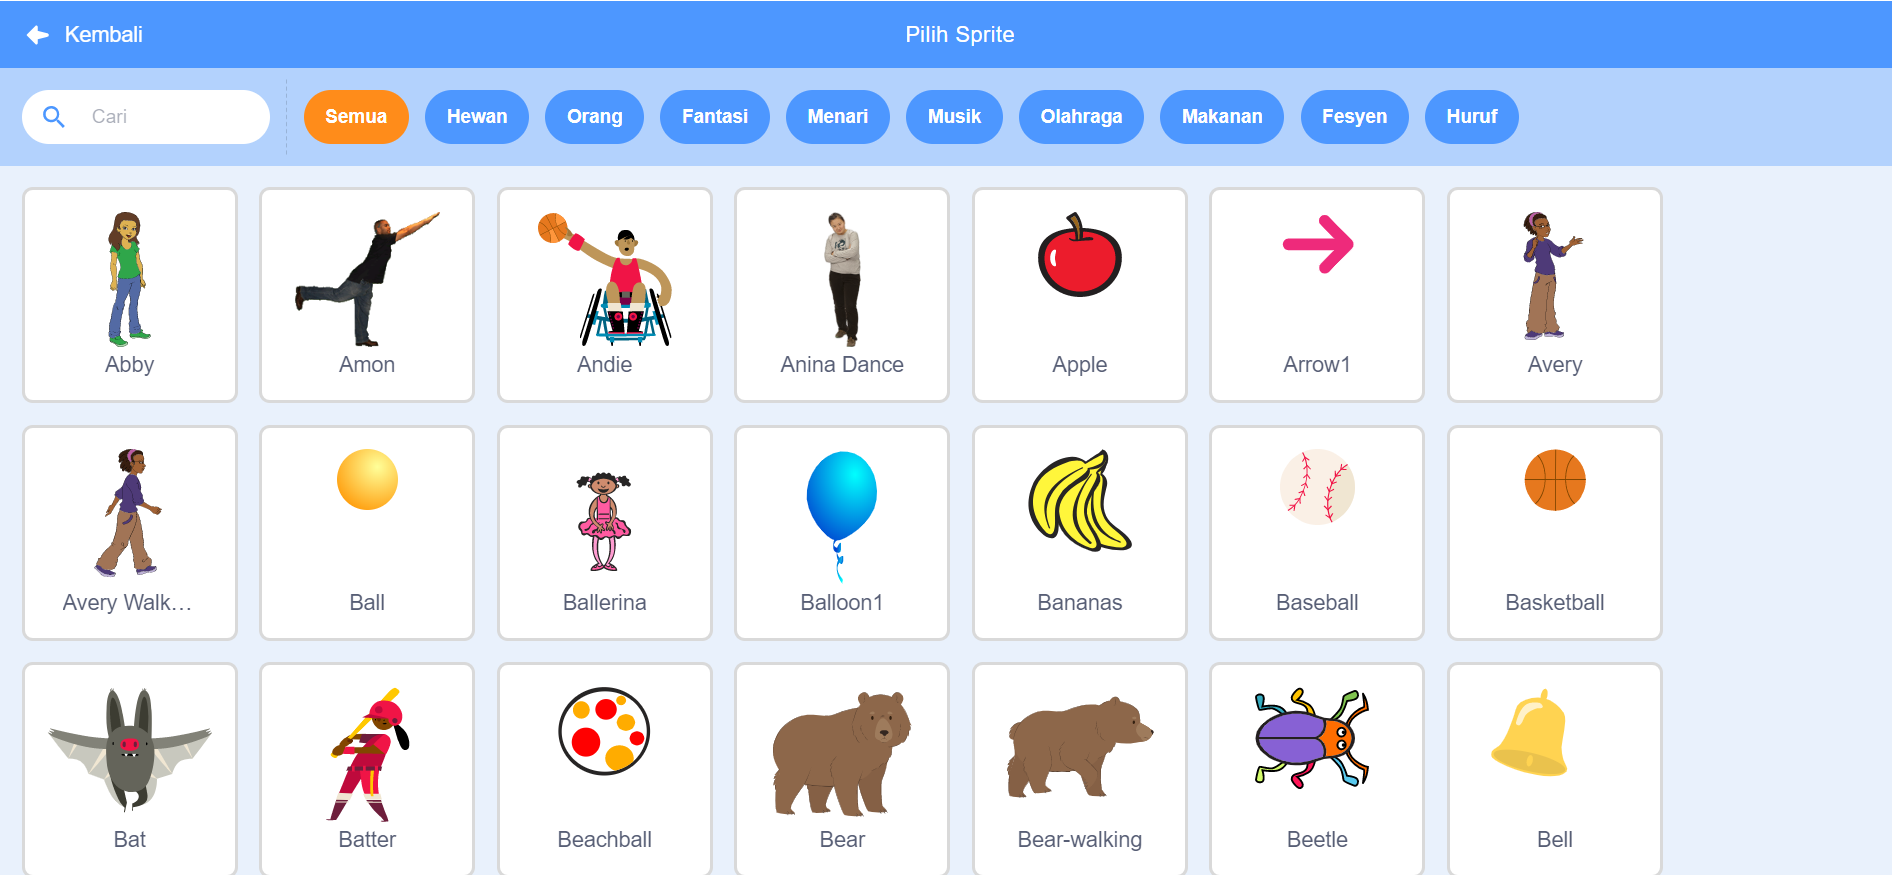 Kembali
Pilih Sprite
Cari
Semua
Hewan
Orang
Fantasi
Menari
Musik
Olahraga
Makanan
Fesyen
Huruf
Abby
Amon
Andie
Anina Dance
Apple
Arrow1
Avery
Avery Walk...
Ball
Ballerina
Balloon1
Bananas
Baseball
Basketball
Bat
Batter
Beachball
Bear
Bear-walking
Beetle
Bell